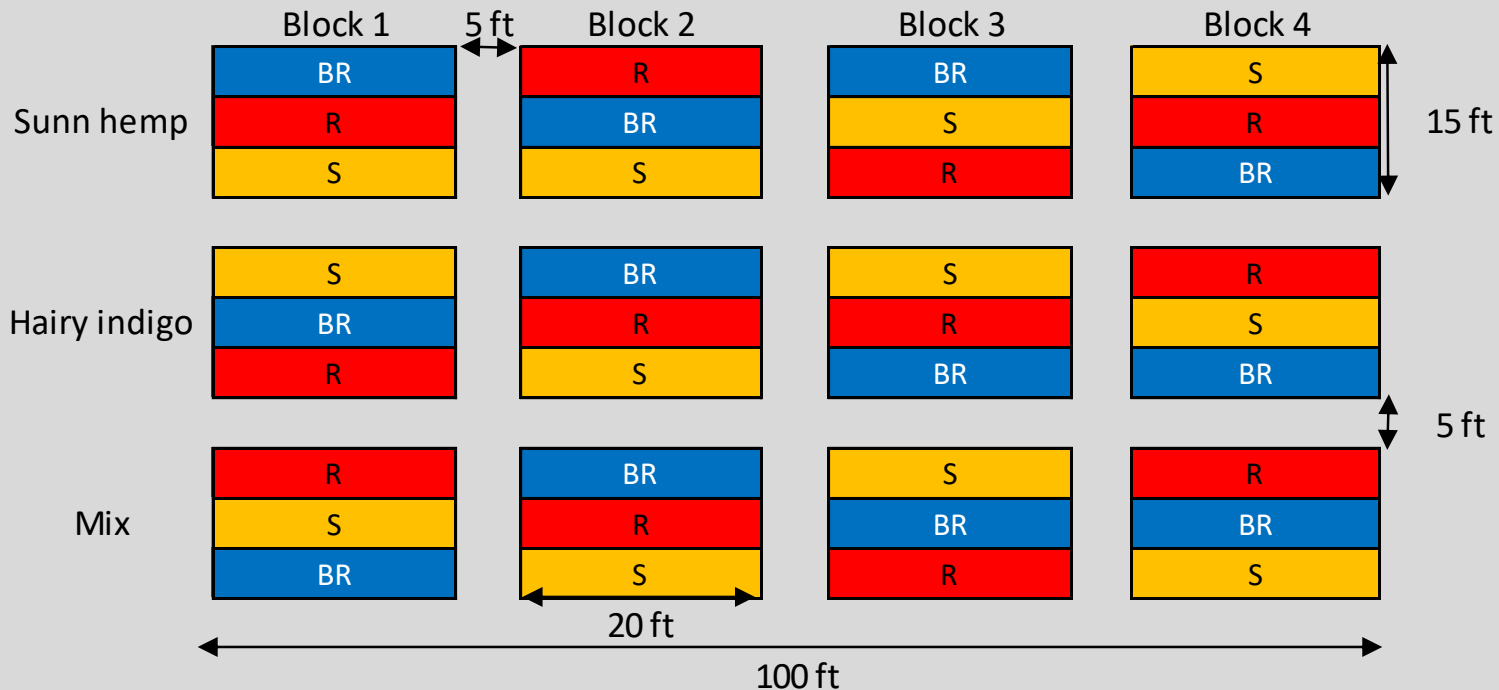 Block 1
5 ft
Block 2
Block 3
Block 4
Sunn hemp
BR
R
S
R
BR
S
BR
S
R
S
R
BR
15 ft
Hairy indigo
S
BR
R
BR
R
S
S
R
BR
R
S
BR
5 ft
Mix
R
S
BR
BR
R
S
S
BR
R
R
BR
S
20 ft
100 ft